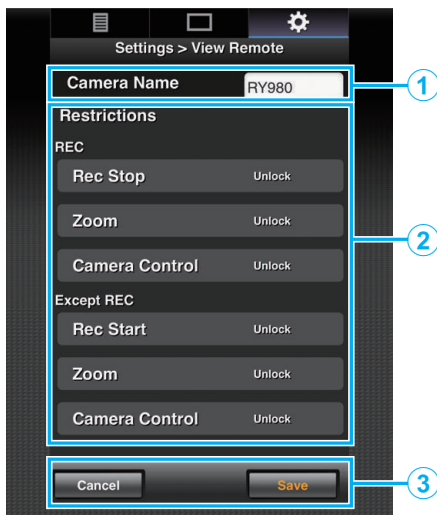 Settings > View Remote
Camera Name RY980
1
Restrictions
REC
Rec Stop Unlock
Zoom Unlock
2
Camera Control Unlock
Except REC
Rec Start Unlock
Zoom Unlock
Camera Control Unlock
Cancel Save
3